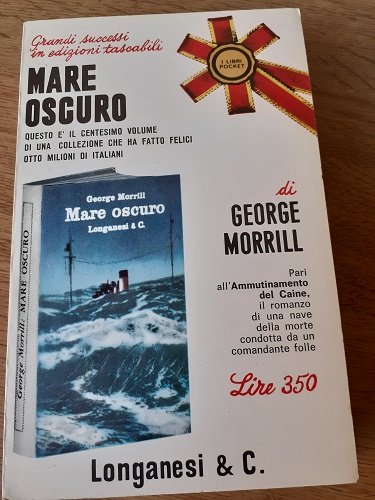 Grandi successi
in edizioni tascabili
I LIBRI
POCKET
MARE
OSCURO
QUESTO E' IL CENTESIMO VOLUME
DI UNA COLLEZIONE CHE HA FATTO FELICI
OTTO MILIONI DI ITALIANI
George Morrill
Mare oscuro
Longanesi & C.
George Morrill: MARE OSCURO
di
GEORGE
MORRILL
Pari
all'Ammutinamento
del Caine,
il romanzo
di una nave
della morte
condotta da un
comandante folle
Lire 350
Longanesi & C.